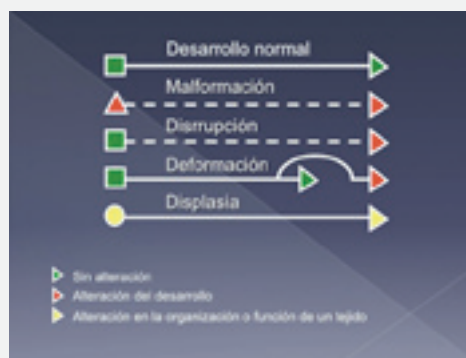 Desarrollo normal
Malformación
Disrrupción
Deformación
Displasia
Sin alteración
Alteración del desarrollo
Alteración en la organización o función de un tejido